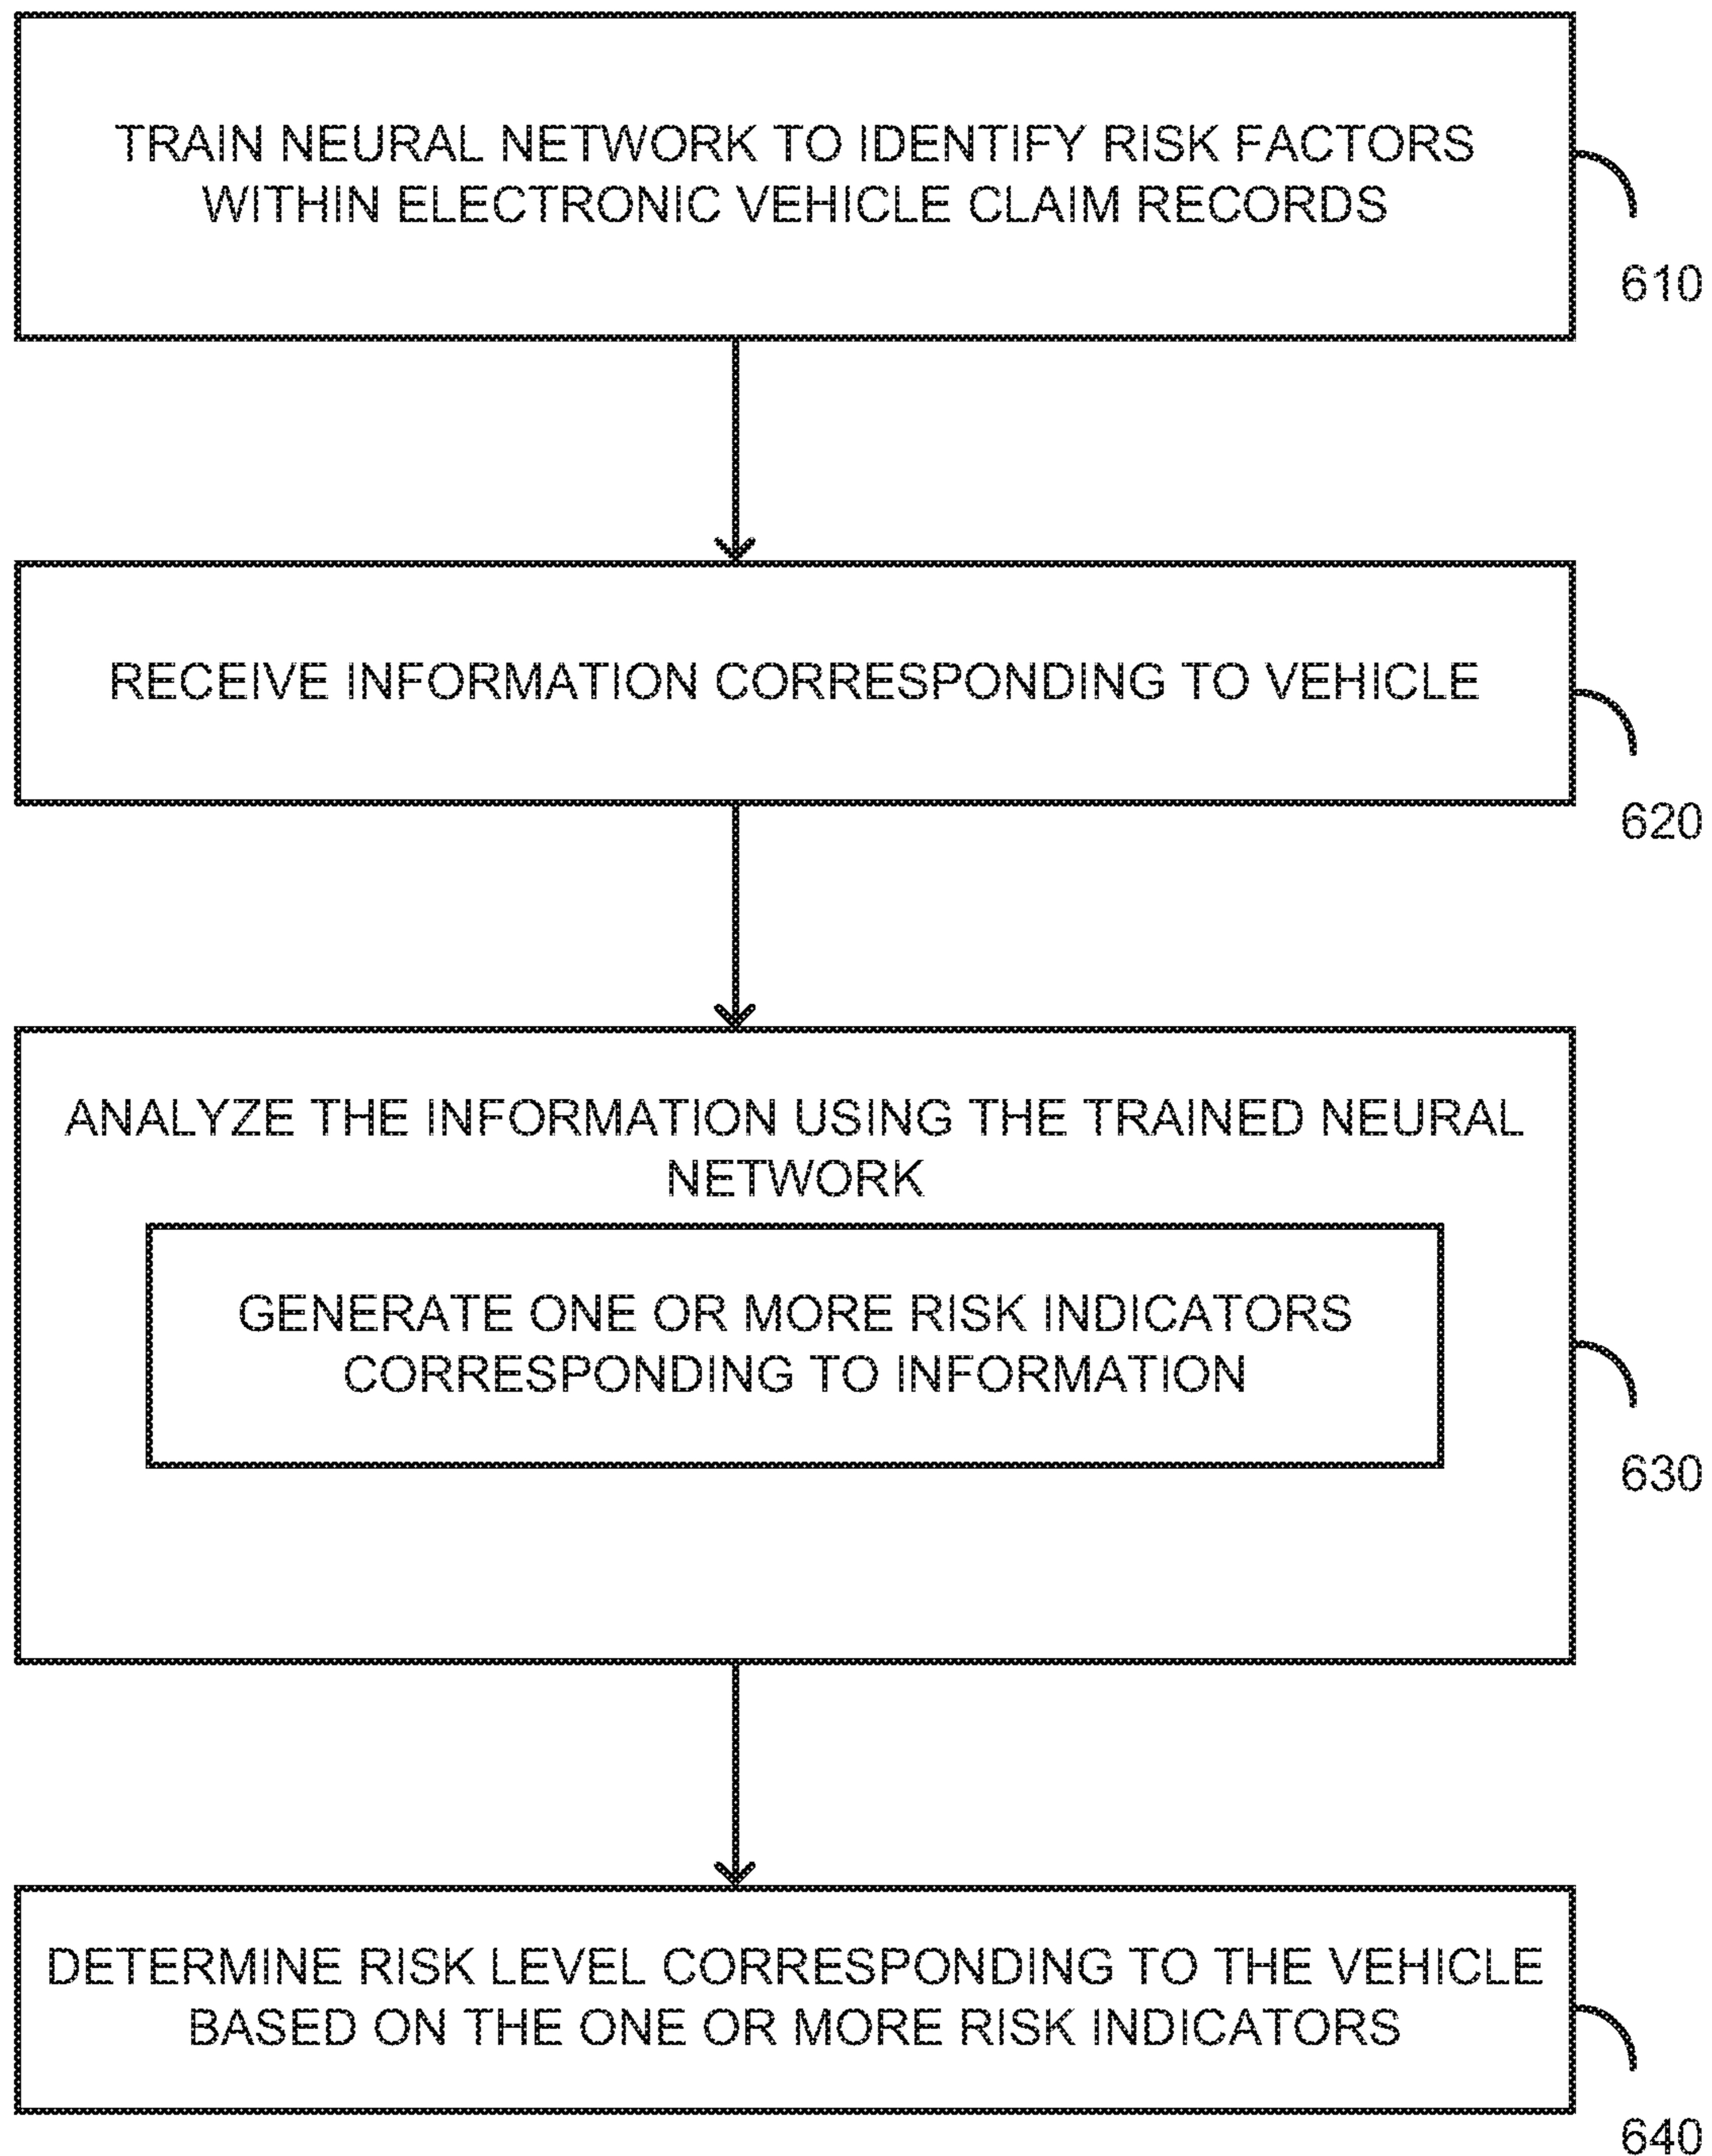 TRAIN NEURAL NETWORK TO IDENTIFY RISK FACTORS
WITHIN ELECTRONIC VEHICLE CLAIM RECORDS
610
RECEIVE INFORMATION CORRESPONDING TO VEHICLE
620
ANALYZE THE INFORMATION USING THE TRAINED NEURAL
NETWORK
GENERATE ONE OR MORE RISK INDICATORS
CORRESPONDING TO INFORMATION
630
DETERMINE RISK LEVEL CORRESPONDING TO THE VEHICLE
BASED ON THE ONE OR MORE RISK INDICATORS
640